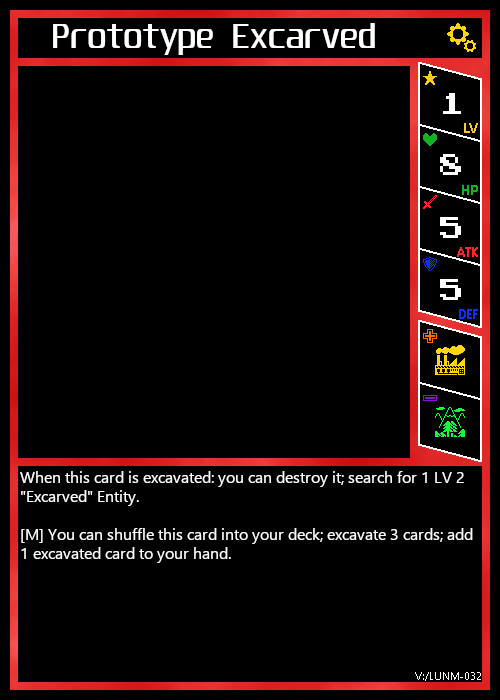 Prototype Excarved
1
LV
8
HP
5
ATK
5
DEF
When this card is excavated: you can destroy it; search for 1 LV 2
"Excarved" Entity.
[M] You can shuffle this card into your deck; excavate 3 cards; add
1 excavated card to your hand.
V:/LUNM-032